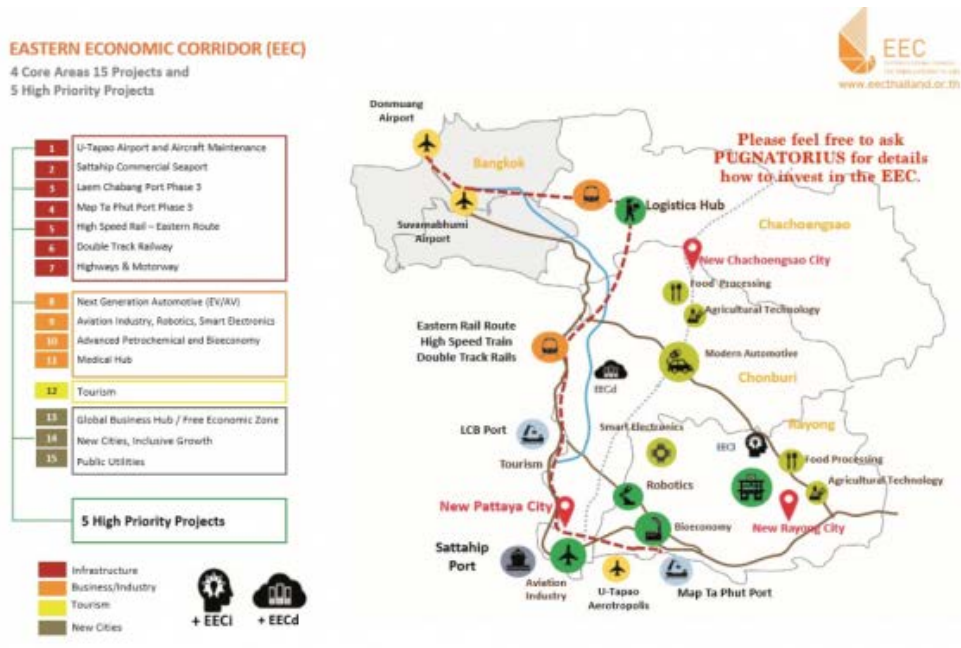 EASTERN ECONOMIC CORRIDOR (EEC)
4 Core Areas 15 Projects and
5 High Priority Projects
1 U-Tapao Airport and Aircraft Maintenance
2 Sattahip Commercial Seaport
3 Laem Chabang Port Phase 3
4 Map Ta Phut Port Phase 3
5 High Speed Rail – Eastern Route
6 Double Track Railway
7 Highways & Motorway
8 Next Generation Automotive (EV/AV)
9 Aviation Industry, Robotics, Smart Electronics
10 Advanced Petrochemical and Bioeconomy
11 Medical Hub
12 Tourism
13 Global Business Hub / Free Economic Zone
14 New Cities, Inclusive Growth
15 Public Utilities
5 High Priority Projects
Infrastructure
Business/Industry
Tourism
New Cities
+ EECi
+ EECd
EEC
www.eecthailand.or.th
Please feel free to ask
PUGNATORIUS for details
how to invest in the EEC.
Donmuang
Airport
Bangkok
Suvarnabhumi
Airport
Logistics Hub
Chachoengsao
New Chachoengsao City
Food Processing
Agricultural Technology
Eastern Rail Route
High Speed Train
Double Track Rails
Modern Automotive
Chonburi
EECd
LCB Port
Smart Electronics
Rayong
EECi
Tourism
Food Processing
Agricultural Technology
Robotics
New Pattaya City
Bioeconomy
New Rayong City
Sattahip
Port
Aviation
Industry
U-Tapao
Aerotropolis
Map Ta Phut Port